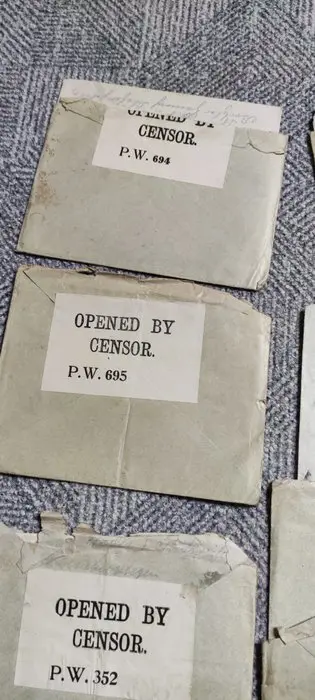 OPENED BY
CENSOR.
P.W. 694
OPENED BY
CENSOR.
P.W. 695
OPENED BY
CENSOR.
P.W. 352